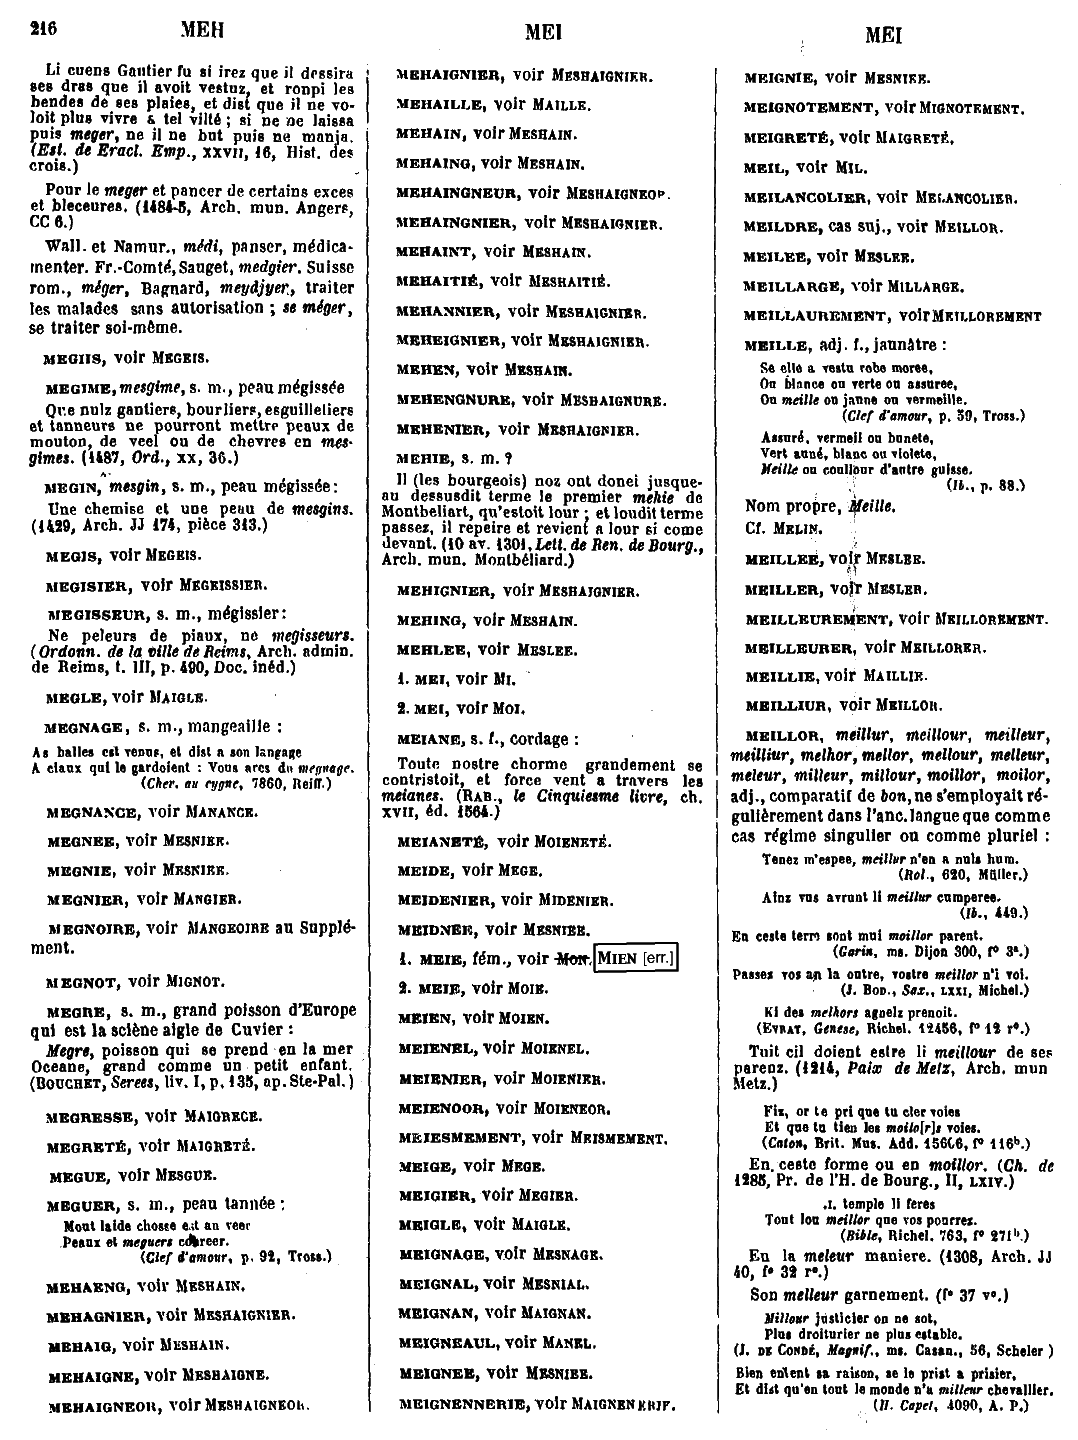 216 MEH
MEI
MEI
Li cuens Gautier fu si irez que il dessira
ses dras que il avoit vestuz, et ronpi les
bendes de ses plaies, et dist que il ne vo-
loit plus vivre a tel vilté ; si ne ne laissa
puis meger, ne il ne but puis ne manja.
(Est. de Eracl. Emp., XXVII, 16, Hist. des
crois.)
Pour le meger et pancer de certains exces
et bleceures. (1484-5, Arch. mun. Angers,
CC 6.)
Wall. et Namur., médi, panser, médica-
menter. Fr.-Comté, Sauget, medgier. Suisse
rom., méger, Bagnard, meydjyer, traiter
les malades sans autorisation ; se méger,
se traiter soi-même.
MEGIIS, voir MEGEIS.
MEGIME, mesgime, s. m., peau mégissée
Que nulz gantiers, bourliers, esguilletiers
et tanneurs ne pourront mettre peaux de
mouton, de veel ou de chevres en mes-
gimes. (1487, Ord., XX, 36.)
MEGIN, mesgin, s. m., peau mégissée :
Une chemise et une peau de mesgins.
(1429, Arch. JJ 174, pièce 313.)
MEGIS, voir MEGEIS.
MEGISIER, voir MEGEISSIER.
MEGISSEUR, s. m., mégissier :
Ne peleurs de piaux, ne megisseurs.
(Ordonn. de la ville de Reims, Arch. admin.
de Reims, t. III, p. 490, Doc. inéd.)
MEGLE, voir MAIGLE.
MEGNAGE, s. m., mangeaille :
As halles est venus, et dist a son langage
A claux qui le gardoient : Vous ares du megnage.
(Cher. au cygne, 7860, Reiff.)
MEGNANCE, voir MANANCE.
MEGNEE, voir MESNIER.
MEGNIE, voir MESNIEE.
MEGNIER, voir MANGIER.
MEGNOIRE, voir MANGEOIRE au Supplé-
ment.
MEGNOT, voir MIGNOT.
MEGRE, s. m., grand poisson d'Europe
qui est la sciène aigle de Cuvier :
Megre, poisson qui se prend en la mer
Oceane, grand comme un petit enfant.
(BOUCHET, Serees, liv. I, p. 135, ap. Ste-Pal.)
MEGRESSE, voir MAIGRECE.
MEGRETÉ, voir MAIGRETÉ.
MEGUE, voir MESGUE.
MEGUER, s. m., peau tannée :
Mout laide chosse est an veer
Peaux et meguers correer.
(Clef d'amour, p. 92, Tross.)
MEHAENG, voir MESHAIN.
MEHAGNIER, voir MESHAIGNIER.
MEHAIG, voir MESHAIN.
MEHAIGNE, voir MESHAIGNE.
MEHAIGNEOR, voir MESHAIGNEOR.
MEHAIGNIER, voir MESHAIGNIER.
MEHAILLE, voir MAILLE.
MEHAIN, voir MESHAIN.
MEHAING, voir MESHAIN.
MEHAINGNEUR, voir MESHAIGNEOR.
MEHAINGNIER, voir MESHAIGNIER.
MEHAINT, voir MESHAIN.
MEHAITIÉ, voir MESHAITIÉ.
MEHANNIER, voir MESHAIGNIER.
MEHEIGNIER, voir MESHAIGNIER.
MEHEN, voir MESHAIN.
MEHENGNURE, voir MESHAIGNURE.
MEHENIER, voir MESHAIGNIER.
MEHIE, s. m. ?
Il (les bourgeois) noz ont donei jusque-
au dessusdit terme le premier mehie de
Montbeliart, qu'estoit lour ; et loudit terme
passez, il repeire et revient a lour si come
devant. (10 av. 1301, Lett. de Ren. de Bourg.,
Arch. mun. Montbéliard.)
MEHIGNIER, voir MESHAIGNIER.
MEHING, voir MESHAIN.
MEHLEE, voir MESLEE.
1. MEI, voir MI.
2. MEI, voir MOI.
MEIANE, s. f., cordage :
Toute nostre chorme grandement se
contristoit, et force vent a travers les
meianes. (RAB., le Cinquiesme livre, ch.
XVII, éd. 1564.)
MEIANETÉ, voir MOIENETÉ.
MEIDE, voir MEGE.
MEIDENIER, voir MIDENIER.
MEIDNEE, voir MESNIEE.
1. MEIE, fém., voir MON. MIEN [err.]
2. MEIE, voir MOIE.
MEIEN, voir MOIEN.
MEIENEL, voir MOIENEL.
MEIENIER, voir MOIENIER.
MEIENOOR, voir MOIENEOR.
MEIESMEMENT, voir MEISMEMENT.
MEIGE, voir MEGE.
MEIGIER, voir MEGIER.
MEIGLE, voir MAIGLE.
MEIGNAGE, voir MESNAGE.
MEIGNAL, voir MESNIAL.
MEIGNAN, voir MAIGNAN.
MEIGNEAUL, voir MANEL.
MEIGNEE, voir MESNIEE.
MEIGNENNERIE, voir MAIGNENERIE.
MEIGNIE, voir MESNIEE.
MEIGNOTEMENT, voir MIGNOTEMENT.
MEIGRETÉ, voir MAIGRETÉ.
MEIL, voir MIL.
MEILANCOLIER, voir MELANCOLIER.
MEILDRE, cas suj., voir MEILLOR.
MEILEE, voir MESLEE.
MEILLARGE, voir MILLARGE.
MEILLAUREMENT, voir MEILLOREMENT
MEILLE, adj. f., jaunâtre :
Se elle a vestu robe moree,
Ou blance ou verte ou assuree,
Ou meille ou janne ou vermeille.
(Clef d'amour, p. 39, Tross.)
Assuré, vermeil ou bunete,
Vert auné, blanc ou violete,
Meille ou coulour d'autre guisse.
(Ib., p. 88.)
Nom propre, Meille.
Cf. MELIN.
MEILLEE, voir MESLEE.
MEILLER, voir MESLER.
MEILLEUREMENT, voir MEILLOREMENT.
MEILLEURER, voir MEILLORER.
MEILLIE, voir MAILLIE.
MEILLIUR, voir MEILLOR.
MEILLOR, meillur, meillour, meilleur,
meilliur, melhor, mellor, mellour, melleur,
meleur, milleur, millour, moillor, moilor,
adj., comparatif de bon, ne s'employait ré-
gulièrement dans l'anc. langue que comme
cas régime singulier ou comme pluriel :
Tenez m'espee, meillur n'en a nuls hum.
(Rol., 620, Müller.)
Ainz vus avrunt li meillur cumperee.
(Ib., 449.)
En ceste terre sont mui moillor parent.
(Garin, ms. Dijon 300, f° 3ª.)
Passez vos an la outre, vostre meillor n'i voi.
(J. BOD., Sax., LXXI, Michel.)
Ki des melhors agnelz prenoit.
(EVRAT, Genese, Richel. 12456, f° 12 r°.)
Tuit cil doient estre li meillour de ses
parenz. (1214, Paix de Metz, Arch. mun
Metz.)
Fiz, or te pri que tu cler voies
Et que tu tien les moilo[r]s voies.
(Caton, Brit. Mus. Add. 15606, f° 116ᵇ.)
En ceste forme ou en moillor. (Ch. de
1285, Pr. de l'H. de Bourg., II, LXIV.)
.I. temple li feres
Tout lou meillor que vos pourrez.
(Bible, Richel. 763, f° 271ᵇ.)
En la meleur maniere. (1308, Arch. JJ
40, f° 32 r°.)
Son melleur garnement. (f° 37 v°.)
Millour justicier on ne sot,
Plus droiturier ne plus estable.
(J. DE CONDÉ, Magnif., ms. Casan., 56, Scheler )
Bien entent sa raison, se le prist a prisier,
Et dist qu'en tout le monde n'a milleur chevallier.
(H. Capet, 4090, A. P.)